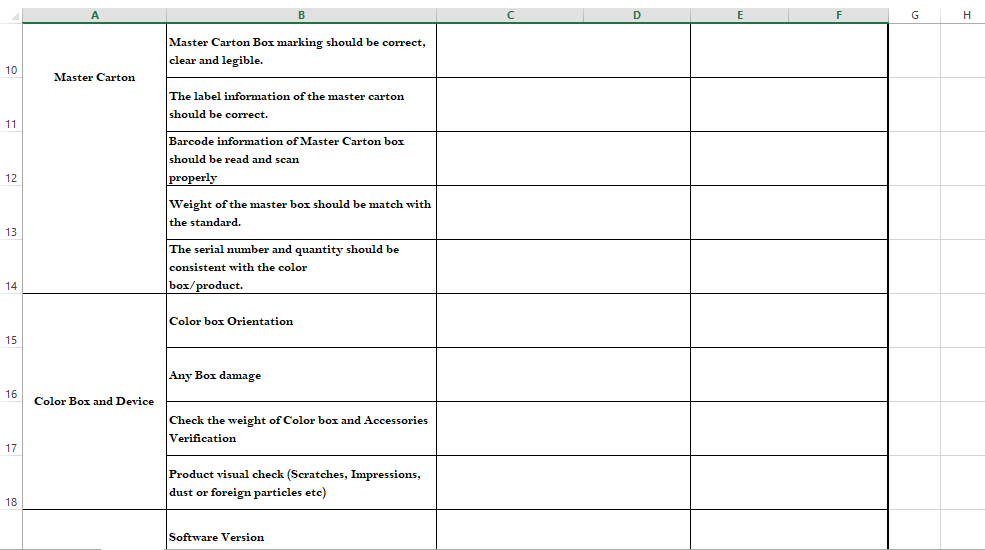 A B C D E F G H
Master Carton Box marking should be correct,
clear and legible.
10
Master Carton
The label information of the master carton
should be correct.
11
Barcode information of Master Carton box
should be read and scan
properly
12
Weight of the master box should be match with
the standard.
13
The serial number and quantity should be
consistent with the color
box/product.
14
Color box Orientation
15
Any Box damage
16
Color Box and Device
Check the weight of Color box and Accessories
Verification
17
Product visual check (Scratches, Impressions,
dust or foreign particles etc)
18
Software Version